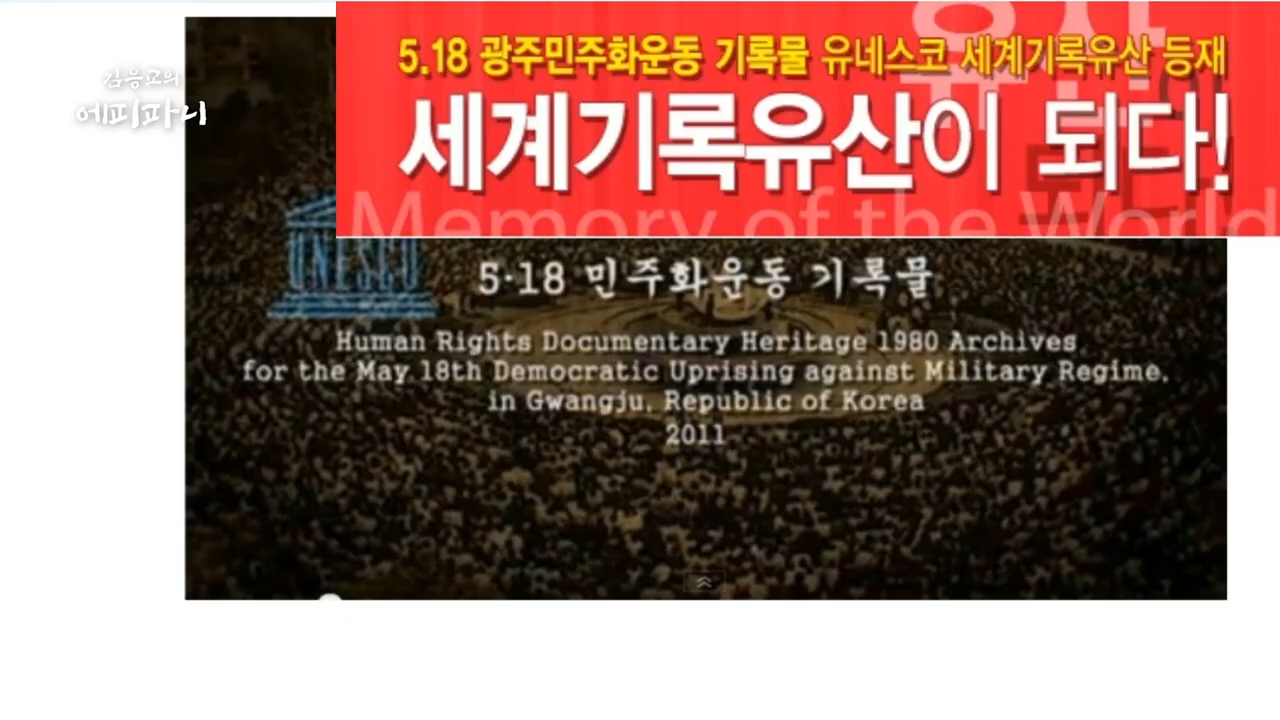 김응교의
에피파니
5.18 광주민주화운동 기록물 유네스코 세계기록유산 등재
세계기록유산이 되다!
Memory of the World
UNESCO
5·18 민주화운동 기록물
Human Rights Documentary Heritage 1980 Archives
for the May 18th Democratic Uprising against Military Regime,
in Gwangju, Republic of Korea
2011